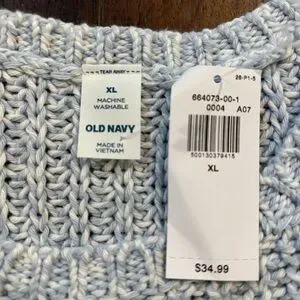 TEAR AWAY
XL
MACHINE
WASHABLE
OLD NAVY
MADE IN
VIETNAM
26-P1-5
664073-00-1
0004 A07
500130379415
XL
$34.99